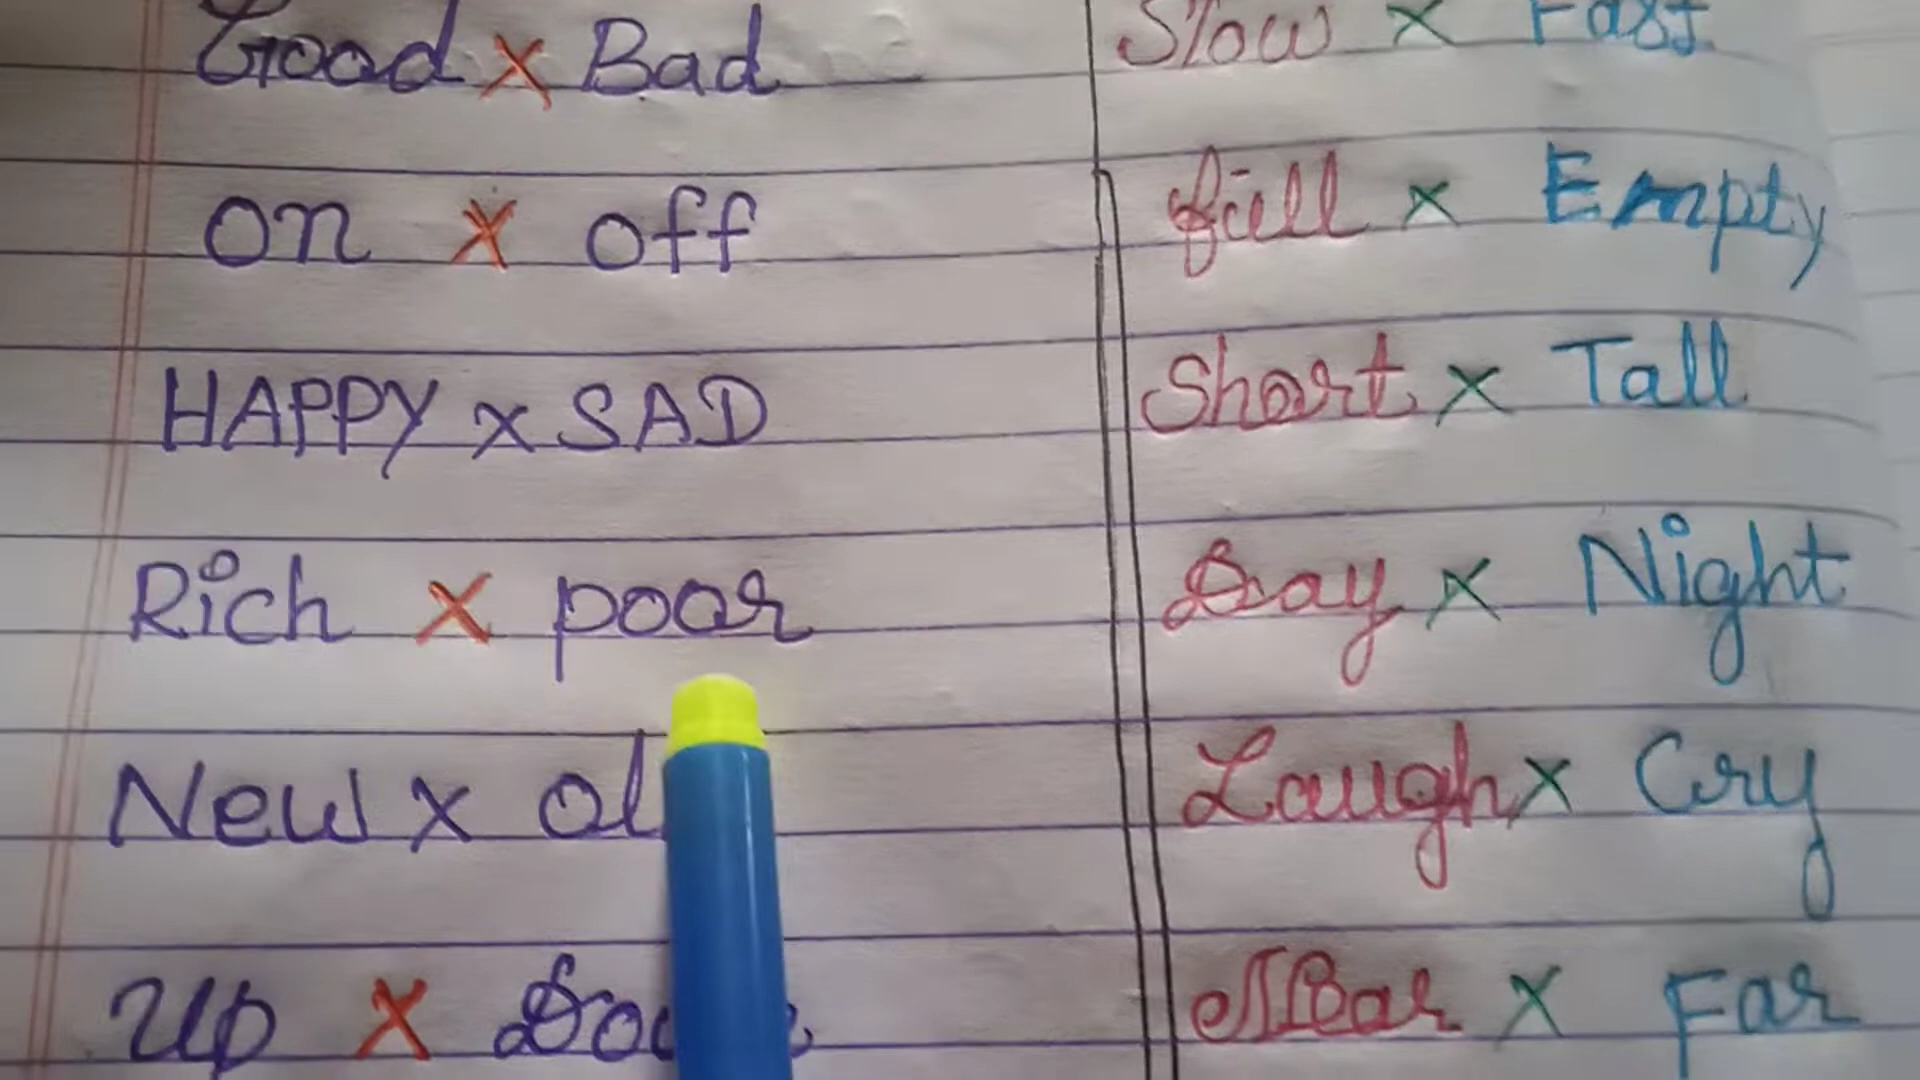 Good x Bad
on x off
HAPPY x SAD
Rich x poor
New x
Up x
Slow x Fast
full x Empty
Short x Tall
Day x Night
Laugh x Cry
Near x Far